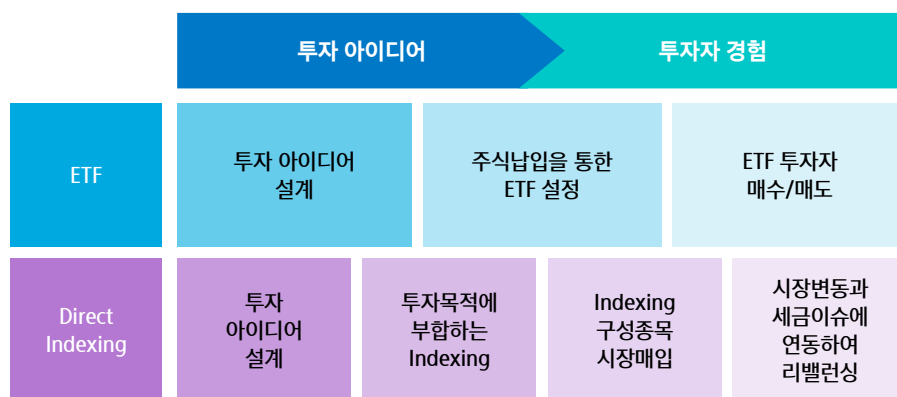 투자 아이디어
투자자 경험
ETF
투자 아이디어
설계
주식납입을 통한
ETF 설정
ETF 투자자
매수/매도
Direct
Indexing
투자
아이디어
설계
투자목적에
부합하는
Indexing
Indexing
구성종목
시장매입
시장변동과
세금이슈에
연동하여
리밸런싱